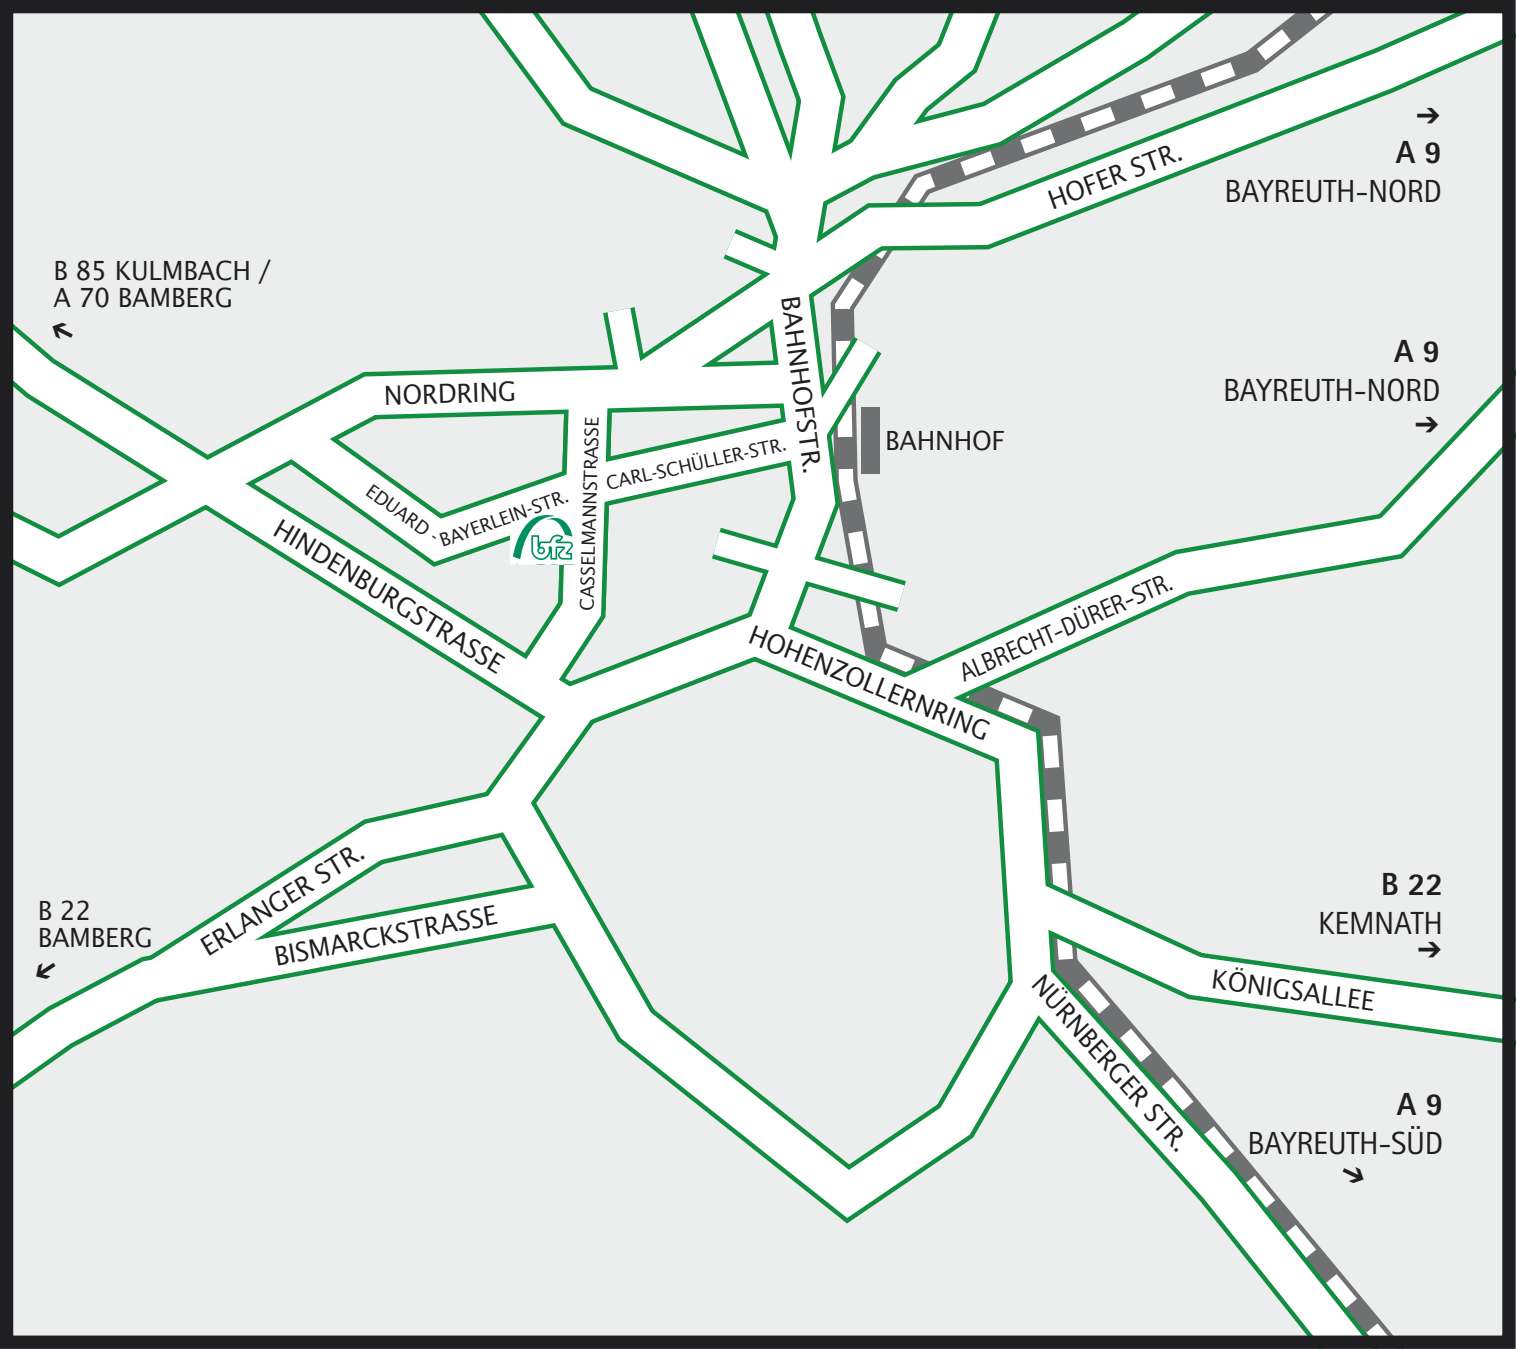 A 9
BAYREUTH-NORD
HOFER STR.
B 85 KULMBACH /
A 70 BAMBERG
BAHNHOFSTR.
NORDRING
A 9
BAYREUTH-NORD
BAHNHOF
CASSELMANNSTRASSE
CARL-SCHÜLLER-STR.
EDUARD-BAYERLEIN-STR.
bfz
HINDENBURGSTRASSE
ALBRECHT-DÜRER-STR.
HOHENZOLLERNRING
ERLANGER STR.
B 22
KEMNATH
B 22
BAMBERG
BISMARCKSTRASSE
KÖNIGSALLEE
NÜRNBERGER STR.
A 9
BAYREUTH-SÜD